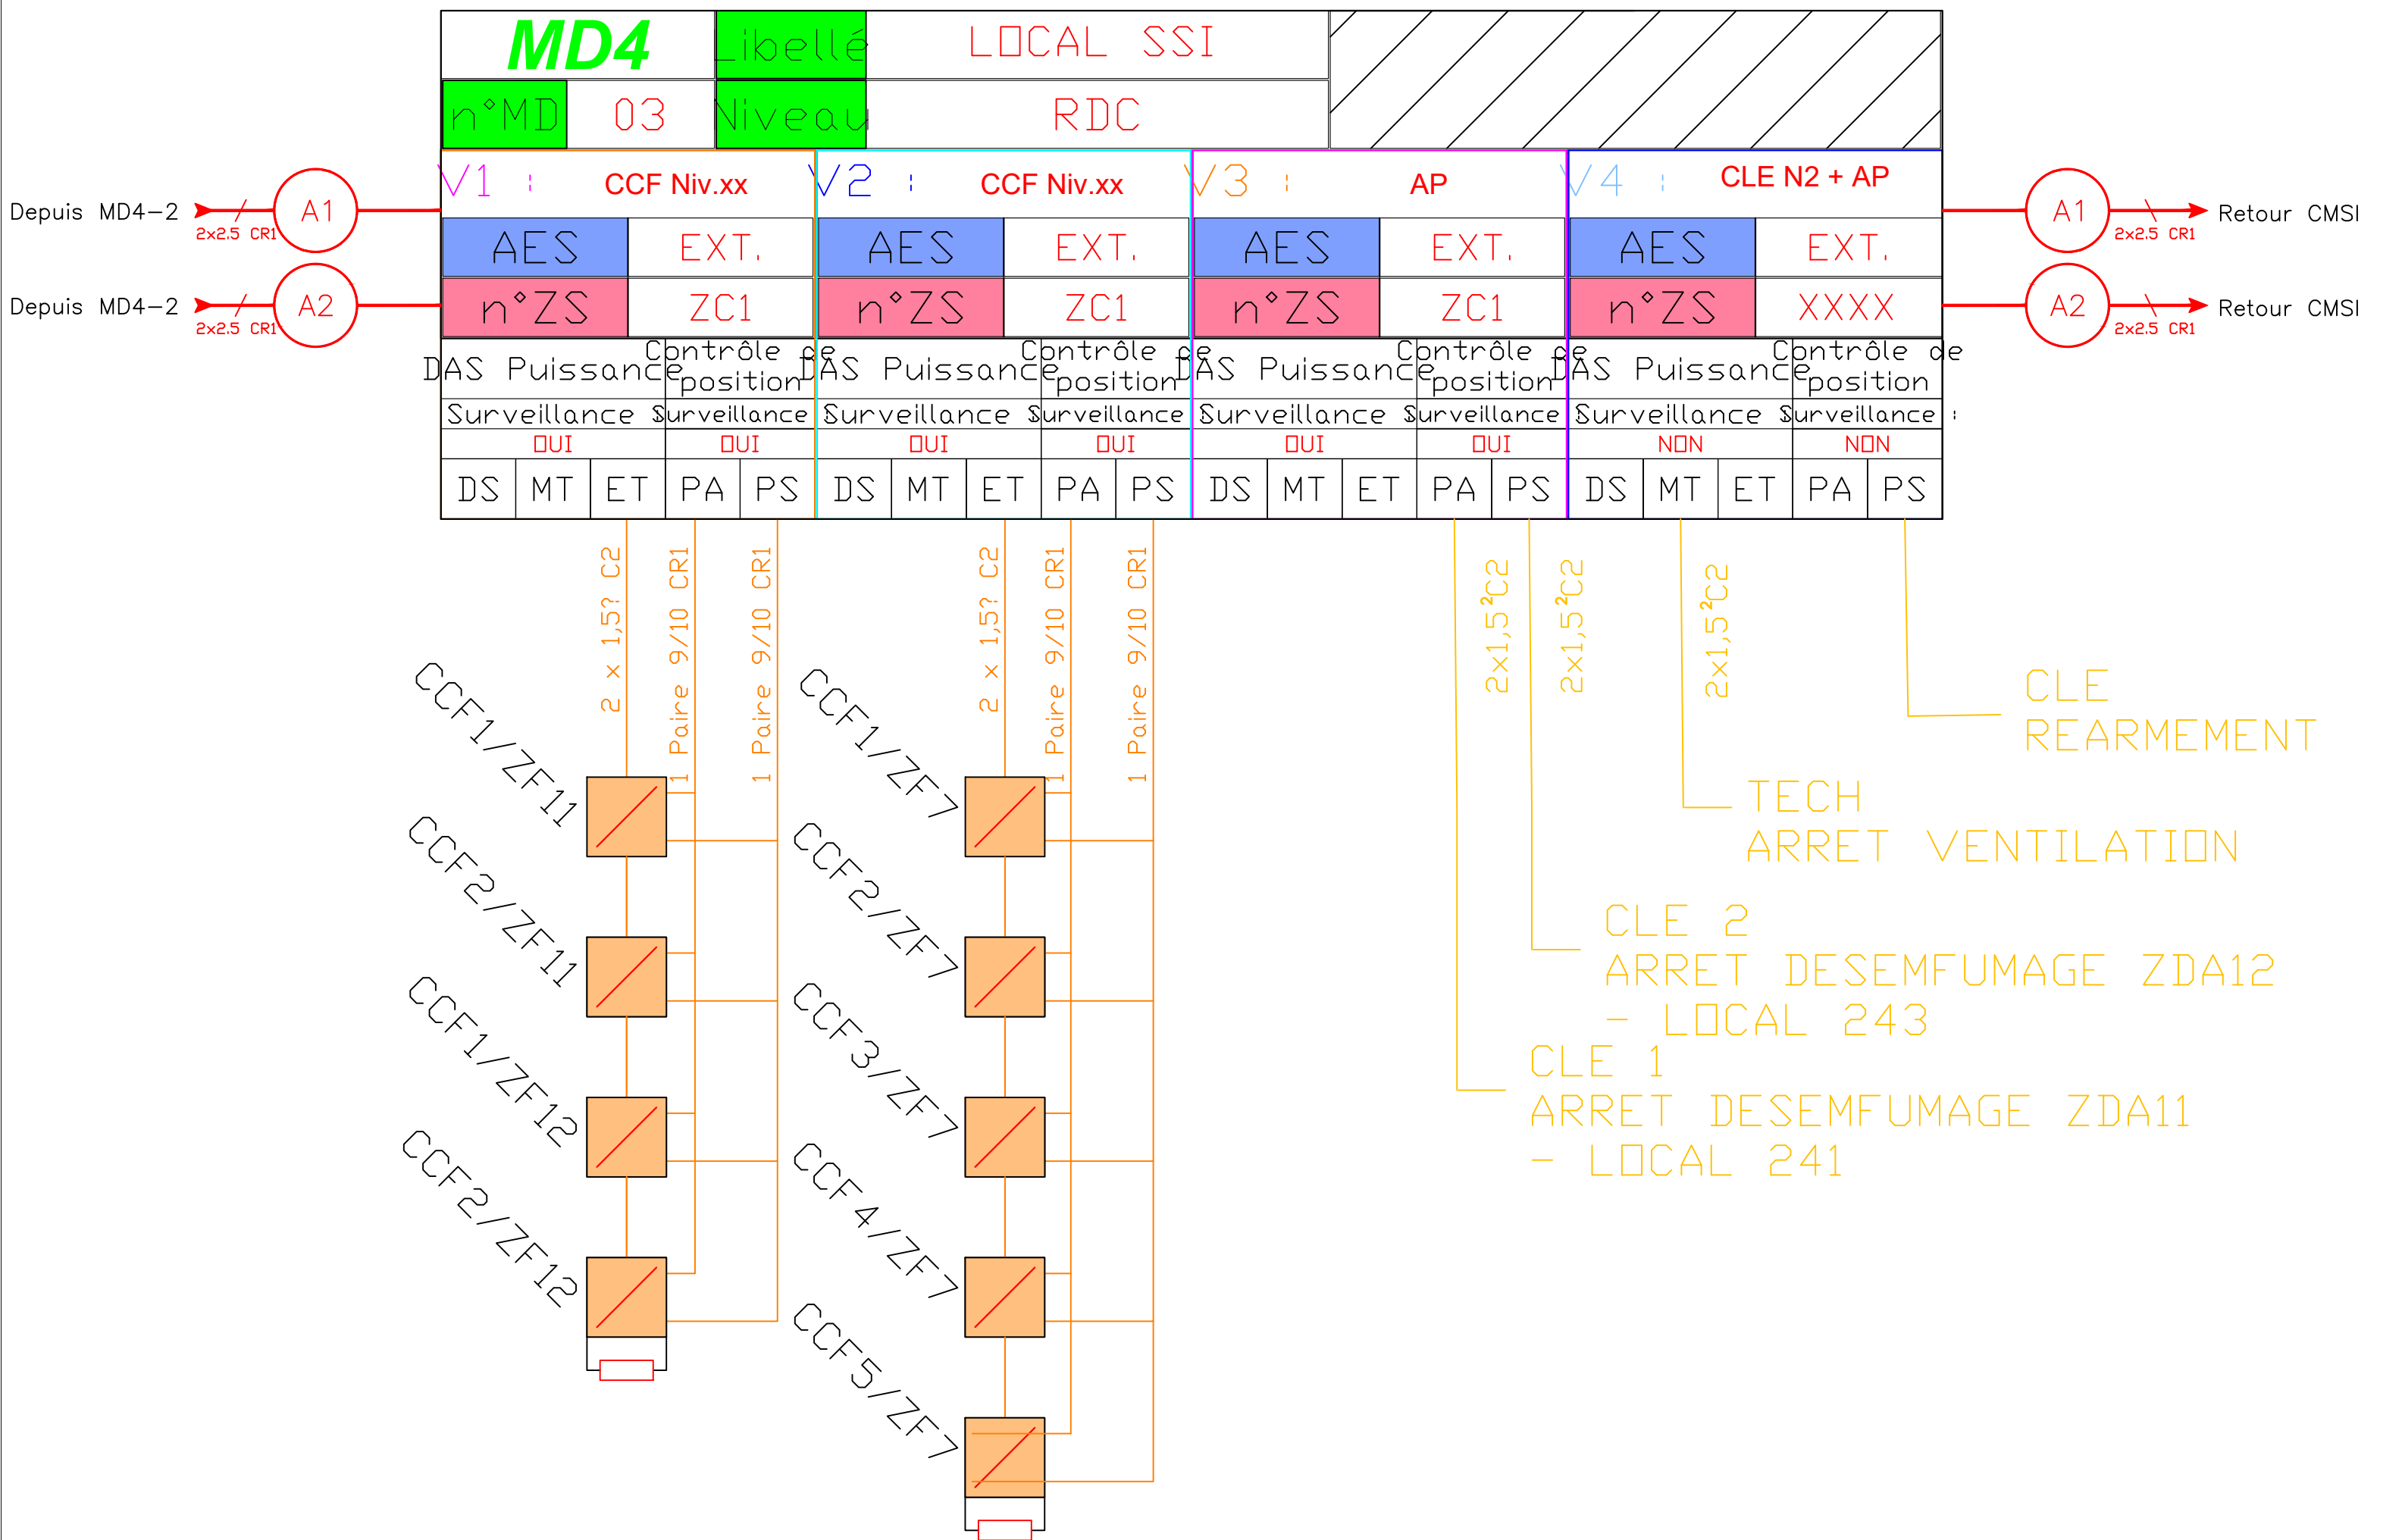 MD4 Libellé LOCAL SSI
n°MD 03 Niveau RDC
V1 : CCF Niv.xx V2 : CCF Niv.xx V3 : AP V4 : CLE N2 + AP
Depuis MD4-2 2x2.5 CR1 A1 A1 2x2.5 CR1 Retour CMSI
AES EXT. AES EXT. AES EXT. AES EXT.
Depuis MD4-2 2x2.5 CR1 A2 A2 2x2.5 CR1 Retour CMSI
n°ZS ZC1 n°ZS ZC1 n°ZS ZC1 n°ZS XXXX
DAS Puissance Contrôle de position DAS Puissance Contrôle de position DAS Puissance Contrôle de position DAS Puissance Contrôle de position
Surveillance : Surveillance : Surveillance : Surveillance : Surveillance : Surveillance : Surveillance : Surveillance :
OUI OUI OUI OUI OUI OUI NON NON
DS MT ET PA PS DS MT ET PA PS DS MT ET PA PS DS MT ET PA PS
2 x 1,5? C2
1 Paire 9/10 CR1
1 Paire 9/10 CR1
2 x 1,5? C2
1 Paire 9/10 CR1
1 Paire 9/10 CR1
2x1,5²C2
2x1,5²C2
2x1,5²C2
CCF1/ZF11
CCF2/ZF11
CCF1/ZF12
CCF2/ZF12
CCF1/ZF7
CCF2/ZF7
CCF3/ZF7
CCF4/ZF7
CCF5/ZF7
CLE
REARMEMENT
TECH
ARRET VENTILATION
CLE 2
ARRET DESEMFUMAGE ZDA12
- LOCAL 243
CLE 1
ARRET DESEMFUMAGE ZDA11
- LOCAL 241